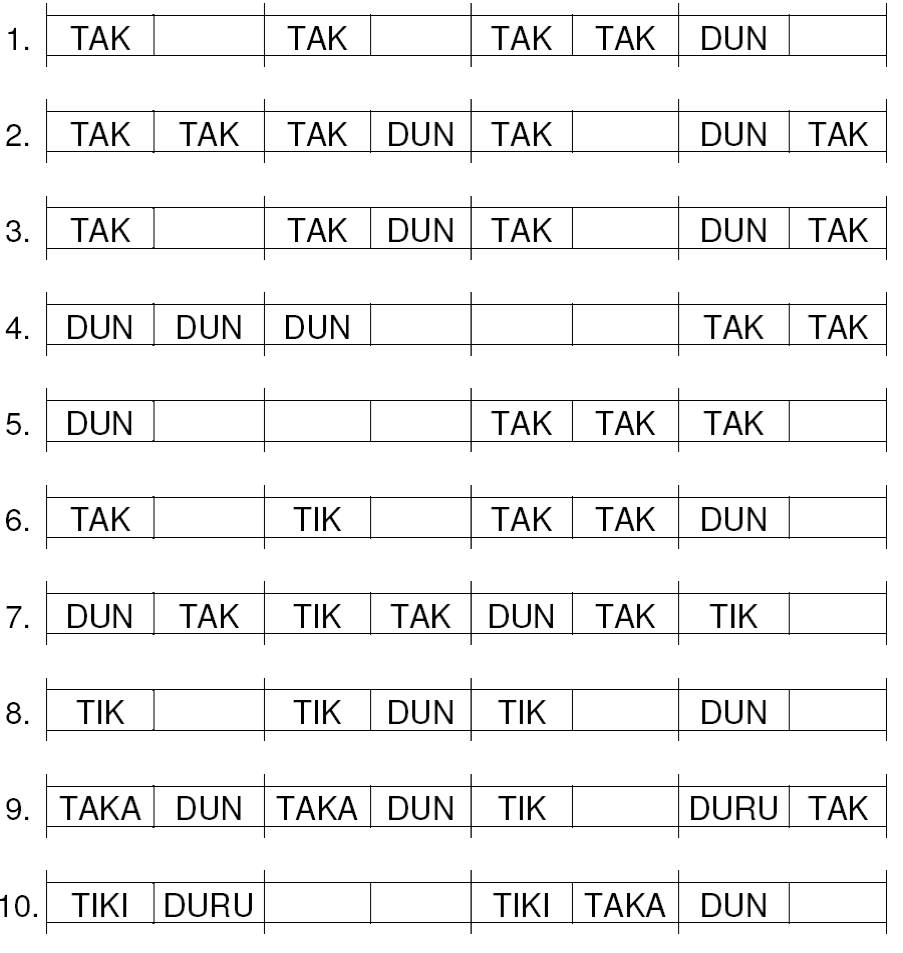 1. TAK TAK TAK TAK DUN
2. TAK TAK TAK DUN TAK DUN TAK
3. TAK TAK DUN TAK DUN TAK
4. DUN DUN DUN TAK TAK
5. DUN TAK TAK TAK
6. TAK TIK TAK TAK DUN
7. DUN TAK TIK TAK DUN TAK TIK
8. TIK TIK DUN TIK DUN
9. TAKA DUN TAKA DUN TIK DURU TAK
10. TIKI DURU TIKI TAKA DUN